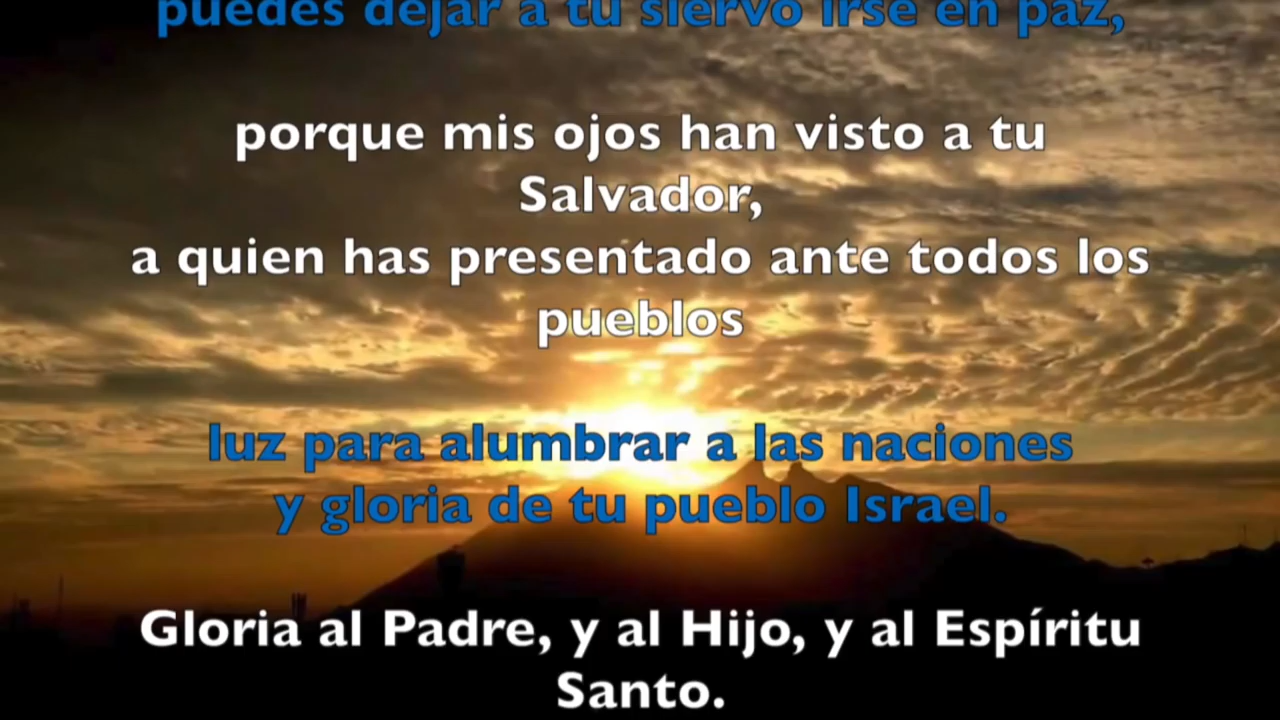 puedes dejar a tu siervo irse en paz,
porque mis ojos han visto a tu
Salvador,
a quien has presentado ante todos los
pueblos
luz para alumbrar a las naciones
y gloria de tu pueblo Israel.
Gloria al Padre, y al Hijo, y al Espíritu
Santo.